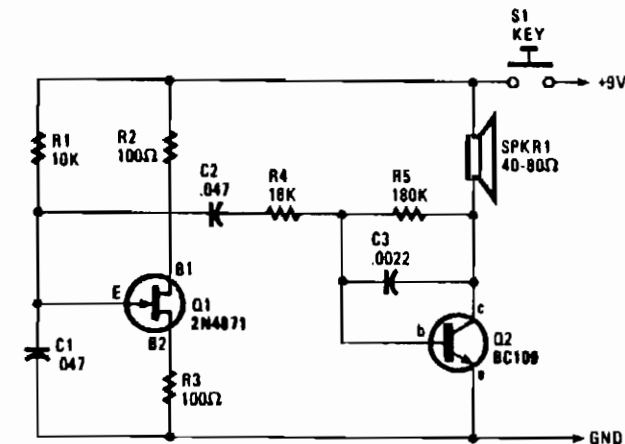 S1
KEY
+9V
R1
10K
R2
100Ω
SPKR1
40-80Ω
C2
.047
R4
18K
R5
180K
C3
.0022
B1
E
Q1
2N4871
B2
C1
.047
R3
100Ω
c
b
Q2
BC109
e
GND